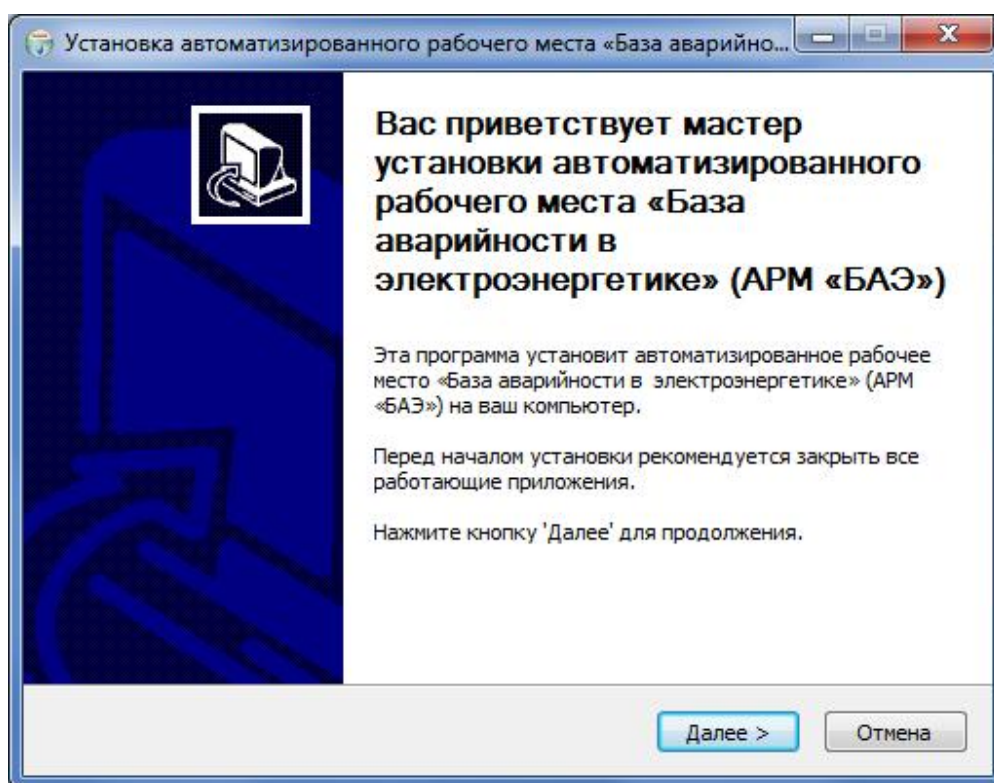 Установка автоматизированного рабочего места «База аварийно...
Вас приветствует мастер
установки автоматизированного
рабочего места «База
аварийности в
электроэнергетике» (АРМ «БАЭ»)
Эта программа установит автоматизированное рабочее
место «База аварийности в электроэнергетике» (АРМ
«БАЭ») на ваш компьютер.
Перед началом установки рекомендуется закрыть все
работающие приложения.
Нажмите кнопку 'Далее' для продолжения.
Далее >
Отмена